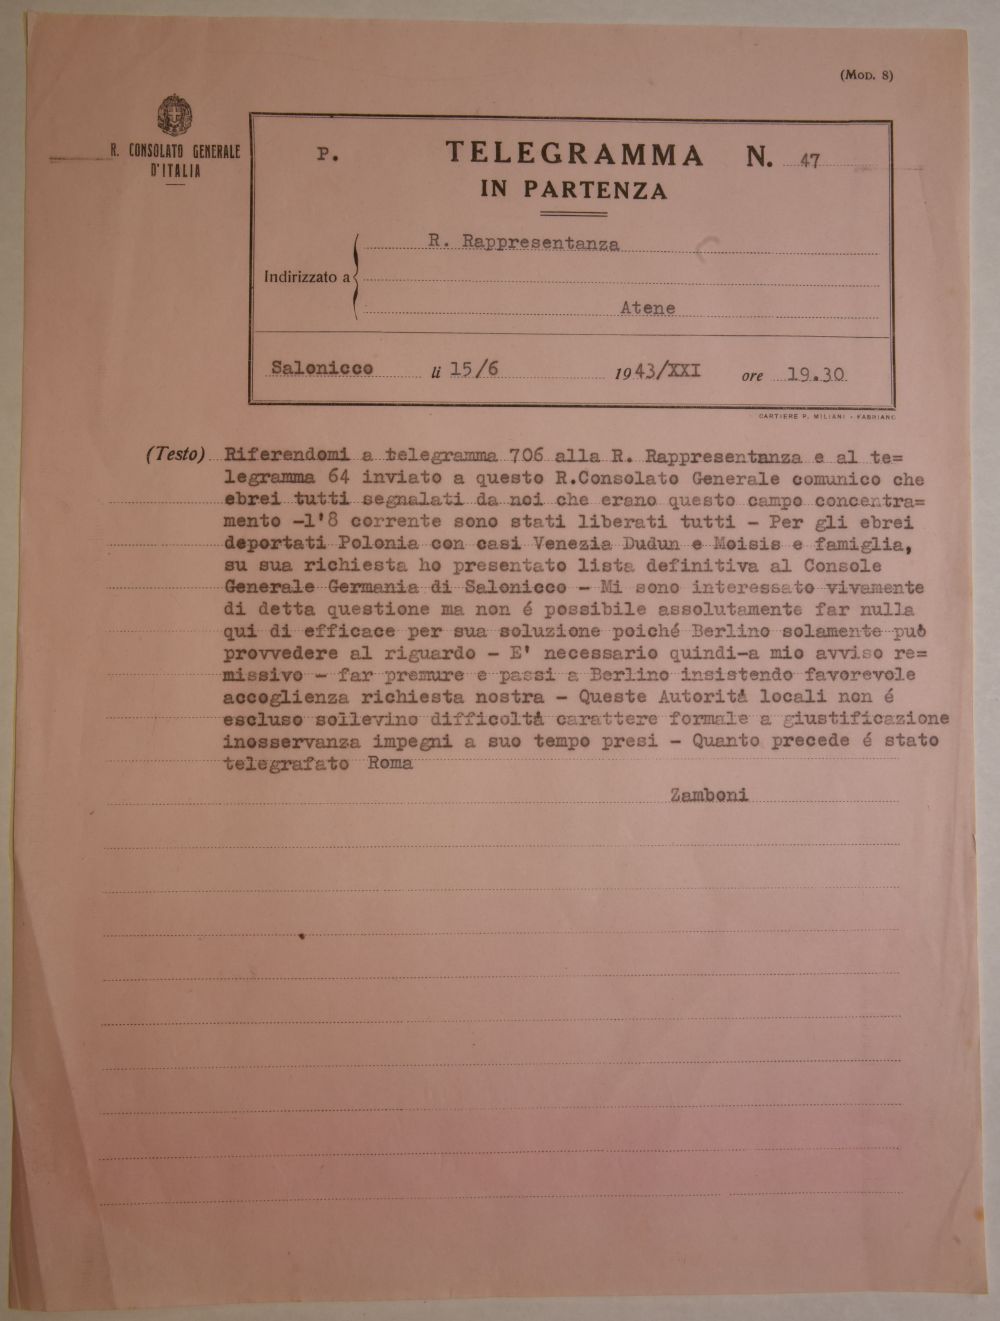 (MOD. 8)
R. CONSOLATO GENERALE
D'ITALIA
P. TELEGRAMMA N. 47
IN PARTENZA
R. Rappresentanza
Indirizzato a
Atene
Salonicco li 15/6 1943/XXI ore 19.30
CARTIERE P. MILIANI - FABRIANO
(Testo) Riferendomi a telegramma 706 alla R. Rappresentanza e al te=
legramma 64 inviato a questo R.Consolato Generale comunico che
ebrei tutti segnalati da noi che erano questo campo concentra=
mento -l'8 corrente sono stati liberati tutti - Per gli ebrei
deportati Polonia con casi Venezia Dudun e Moisis e famiglia,
su sua richiesta ho presentato lista definitiva al Console
Generale Germania di Salonicco - Mi sono interessato vivamente
di detta questione ma non é possibile assolutamente far nulla
qui di efficace per sua soluzione poiché Berlino solamente può
provvedere al riguardo - E' necessario quindi-a mio avviso re=
missivo - far premure e passi a Berlino insistendo favorevole
accoglienza richiesta nostra - Queste Autorità locali non é
escluso sollevino difficoltà carattere formale a giustificazione
inosservanza impegni a suo tempo presi - Quanto precede é stato
telegrafato Roma
Zamboni